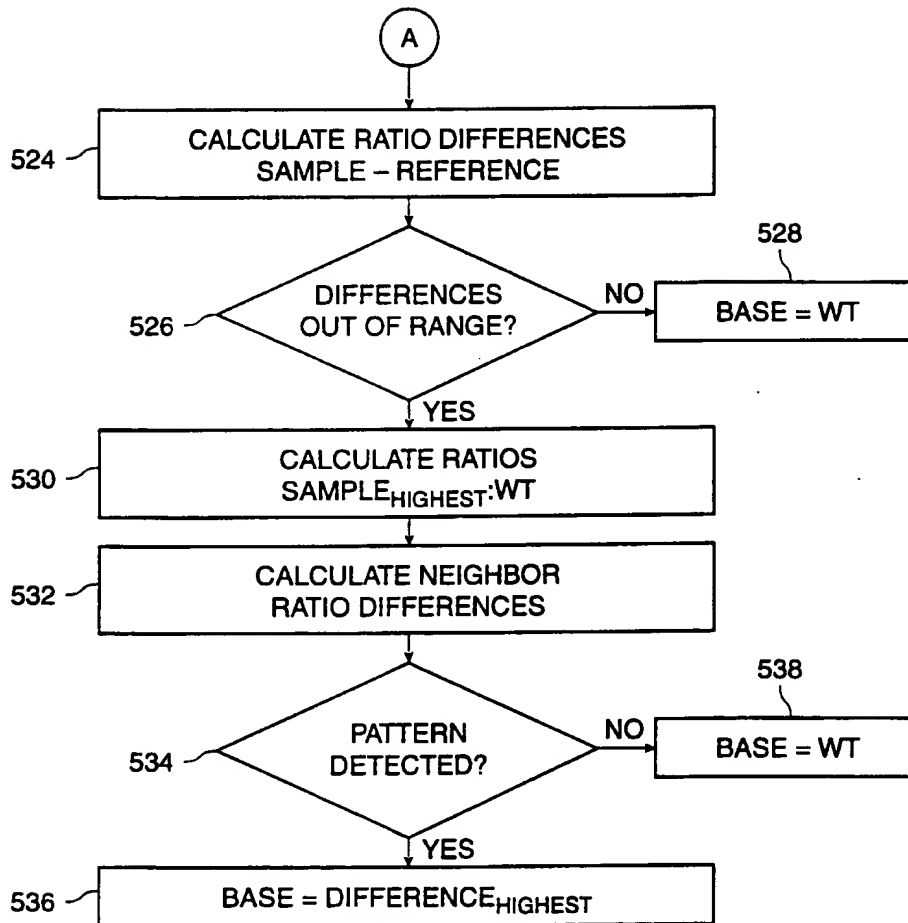 A
524
CALCULATE RATIO DIFFERENCES
SAMPLE – REFERENCE
526
DIFFERENCES
OUT OF RANGE?
NO
528
BASE = WT
YES
530
CALCULATE RATIOS
SAMPLEHIGHEST:WT
532
CALCULATE NEIGHBOR
RATIO DIFFERENCES
534
PATTERN
DETECTED?
NO
538
BASE = WT
YES
536
BASE = DIFFERENCEHIGHEST